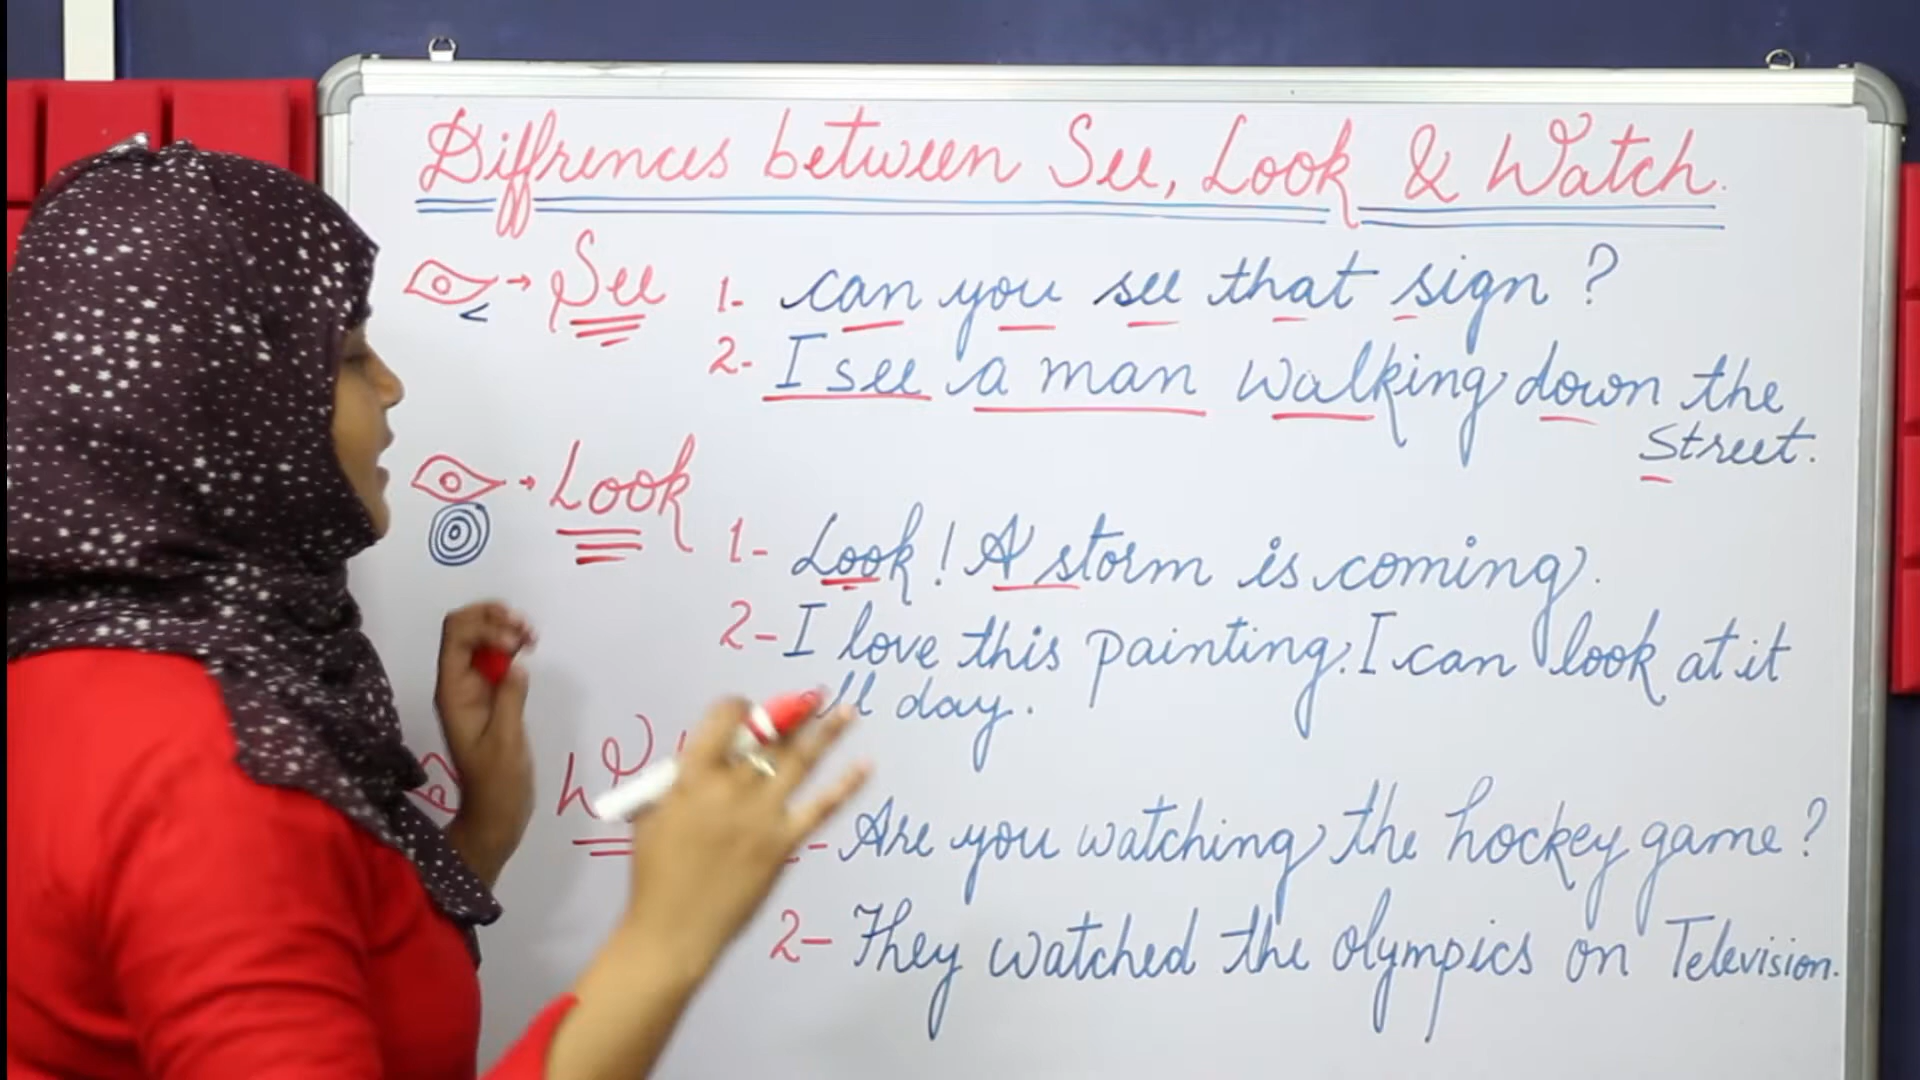 Diffrences between See, Look & Watch.
See
1- can you see that sign?
2- I see a man walking down the
street.
Look
1- Look! A storm is coming.
2- I love this painting. I can look at it
all day.
Are you watching the hockey game?
2- They watched the olympics on Television.